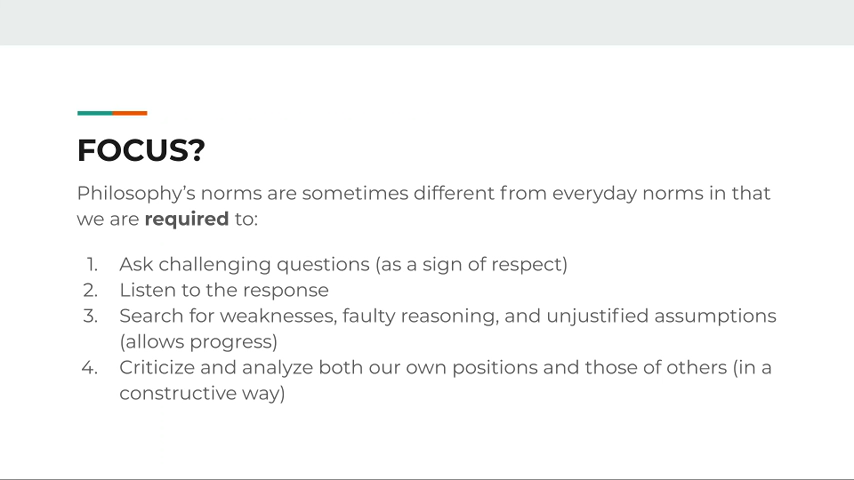 FOCUS?
Philosophy’s norms are sometimes different from everyday norms in that
we are required to:
1. Ask challenging questions (as a sign of respect)
2. Listen to the response
3. Search for weaknesses, faulty reasoning, and unjustified assumptions
(allows progress)
4. Criticize and analyze both our own positions and those of others (in a
constructive way)